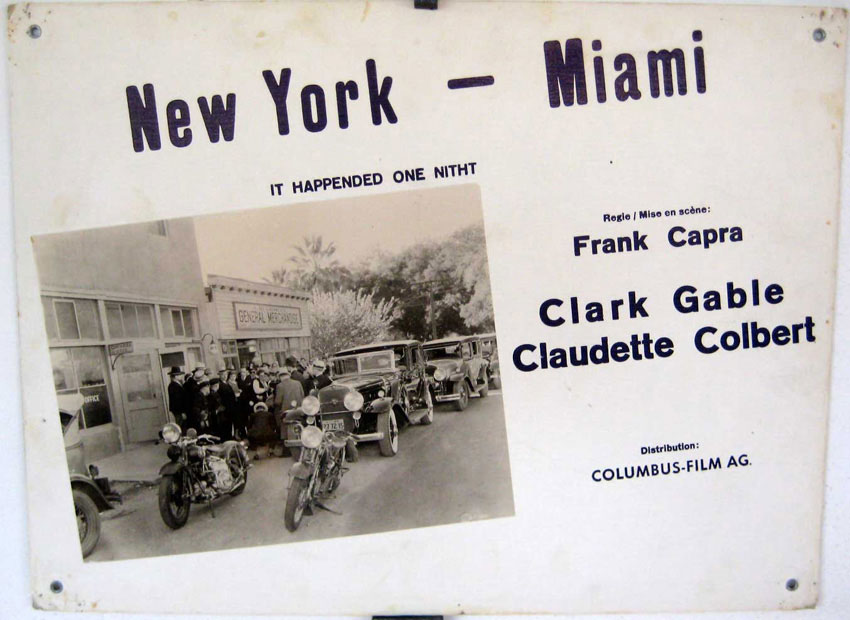 New York – Miami
IT HAPPENDED ONE NITHT
Regie / Mise en scène:
Frank Capra
Clark Gable
Claudette Colbert
Distribution:
COLUMBUS-FILM AG.
GENERAL MERCHANDISE
OFFICE